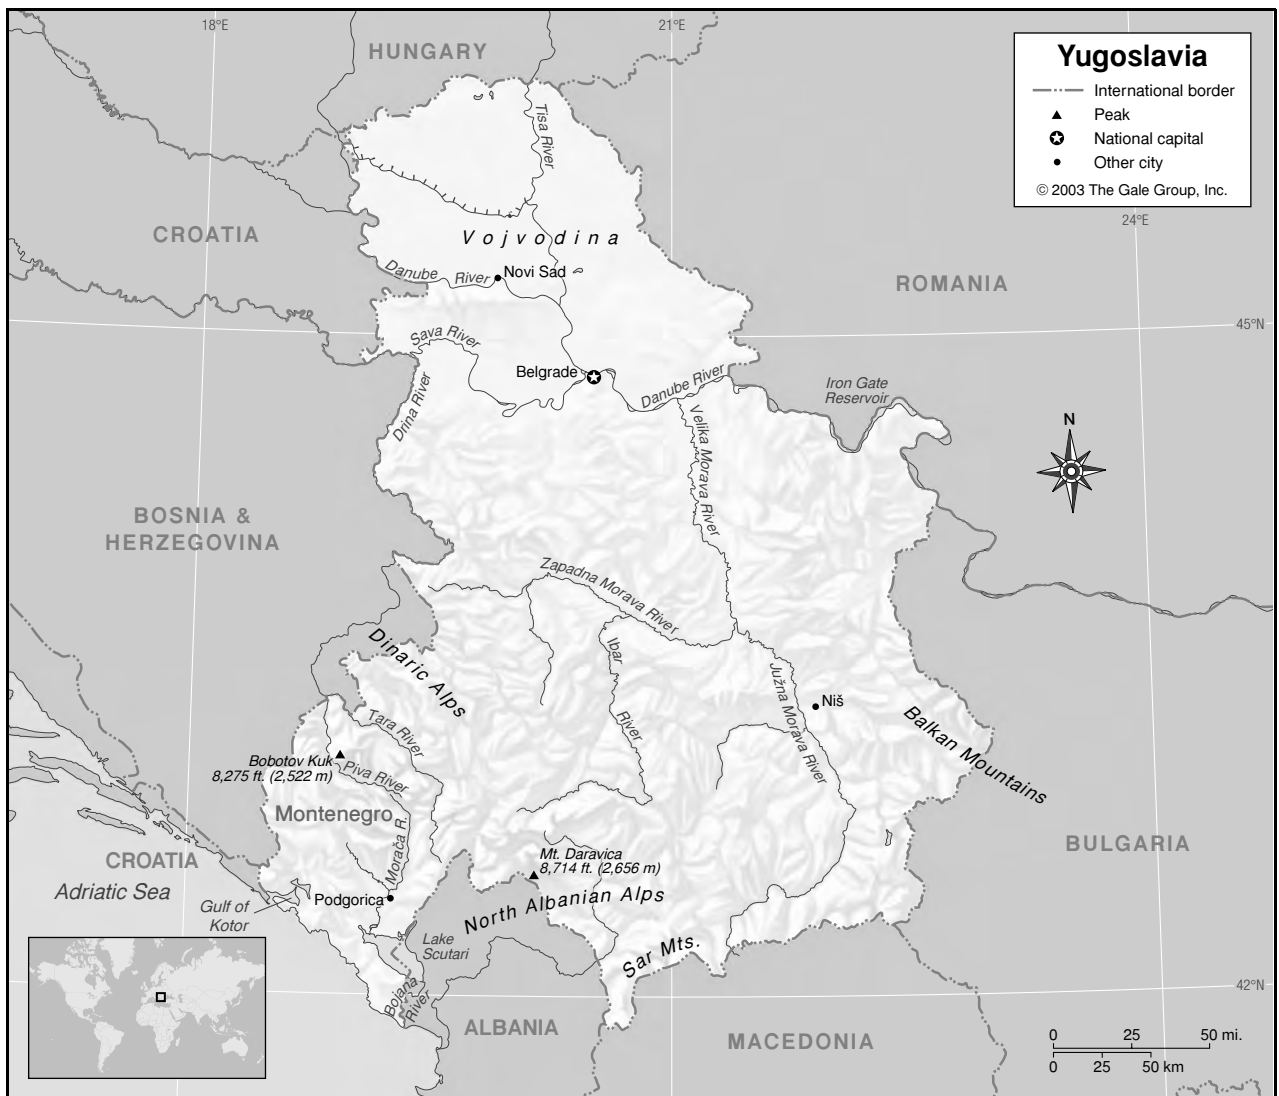 18°E
21°E
HUNGARY
Yugoslavia
International border
Peak
National capital
Other city
© 2003 The Gale Group, Inc.
24°E
Tisa River
CROATIA
Vojvodina
Danube River
Novi Sad
ROMANIA
45°N
Sava River
Belgrade
Danube River
Iron Gate
Reservoir
Drina River
Velika Morava River
N
BOSNIA &
HERZEGOVINA
Zapadna Morava River
Dinaric Alps
Ibar River
Južna Morava River
Niš
Balkan Mountains
Tara River
Bobotov Kuk
8,275 ft. (2,522 m)
Piva River
Montenegro
Morača R.
Mt. Daravica
8,714 ft. (2,656 m)
BULGARIA
CROATIA
Adriatic Sea
Podgorica
North Albanian Alps
Gulf of
Kotor
Lake
Scutari
Sar Mts.
Bojana
River
42°N
ALBANIA
MACEDONIA
0 25 50 mi.
0 25 50 km